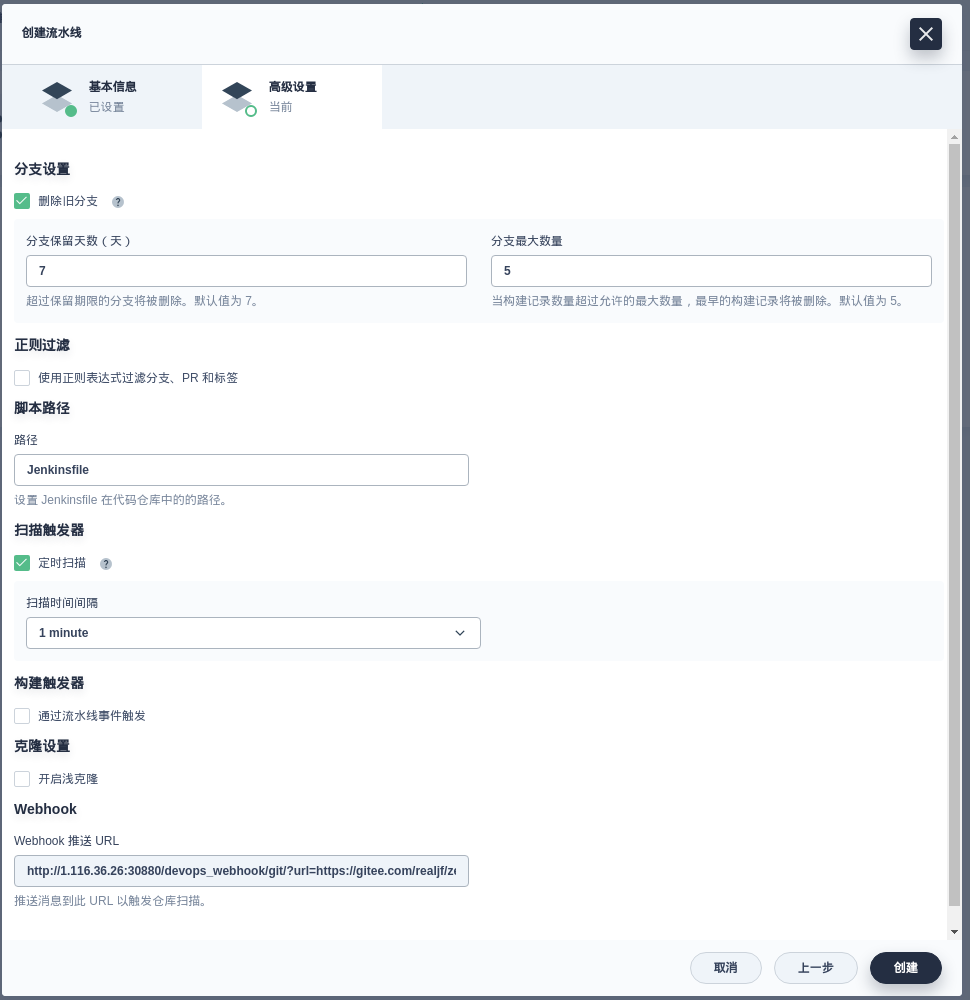 创建流水线
基本信息
已设置
高级设置
当前
分支设置
删除旧分支 ?
分支保留天数（天）
分支最大数量
7
5
超过保留期限的分支将被删除。默认值为 7。
当构建记录数量超过允许的最大数量，最早的构建记录将被删除。默认值为 5。
正则过滤
使用正则表达式过滤分支、PR 和标签
脚本路径
路径
Jenkinsfile
设置 Jenkinsfile 在代码仓库中的的路径。
扫描触发器
定时扫描 ?
扫描时间间隔
1 minute
构建触发器
通过流水线事件触发
克隆设置
开启浅克隆
Webhook
Webhook 推送 URL
http://1.116.36.26:30880/devops_webhook/git/?url=https://gitee.com/realjf/ze
推送消息到此 URL 以触发仓库扫描。
取消
上一步
创建